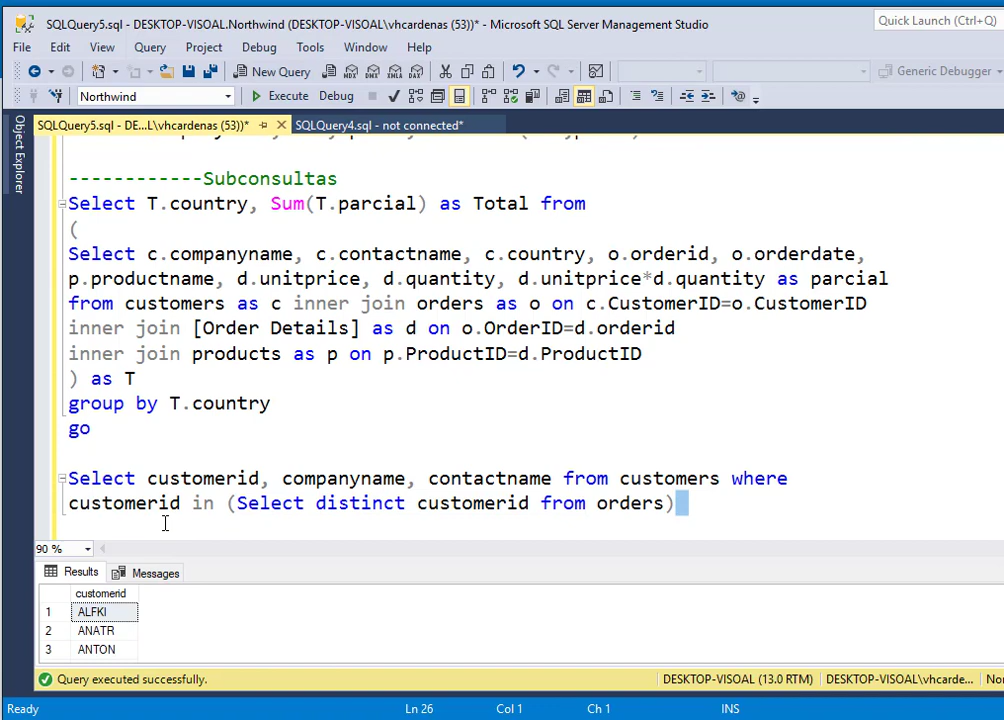 SQLQuery5.sql - DESKTOP-VISOAL.Northwind (DESKTOP-VISOAL\vhcardenas (53))* - Microsoft SQL Server Management Studio
Quick Launch (Ctrl+Q)
File Edit View Query Project Debug Tools Window Help
New Query MDX DMX XMLA DAX Generic Debugger
Northwind Execute Debug
Object Explorer
SQLQuery5.sql - DE...L\vhcardenas (53))* SQLQuery4.sql - not connected*
------------Subconsultas
Select T.country, Sum(T.parcial) as Total from
(
Select c.companyname, c.contactname, c.country, o.orderid, o.orderdate,
p.productname, d.unitprice, d.quantity, d.unitprice*d.quantity as parcial
from customers as c inner join orders as o on c.CustomerID=o.CustomerID
inner join [Order Details] as d on o.OrderID=d.orderid
inner join products as p on p.ProductID=d.ProductID
) as T
group by T.country
go
Select customerid, companyname, contactname from customers where
customerid in (Select distinct customerid from orders)
90 %
Results Messages
customerid
1 ALFKI
2 ANATR
3 ANTON
Query executed successfully. DESKTOP-VISOAL (13.0 RTM) DESKTOP-VISOAL\vhcarde... No
Ready Ln 26 Col 1 Ch 1 INS